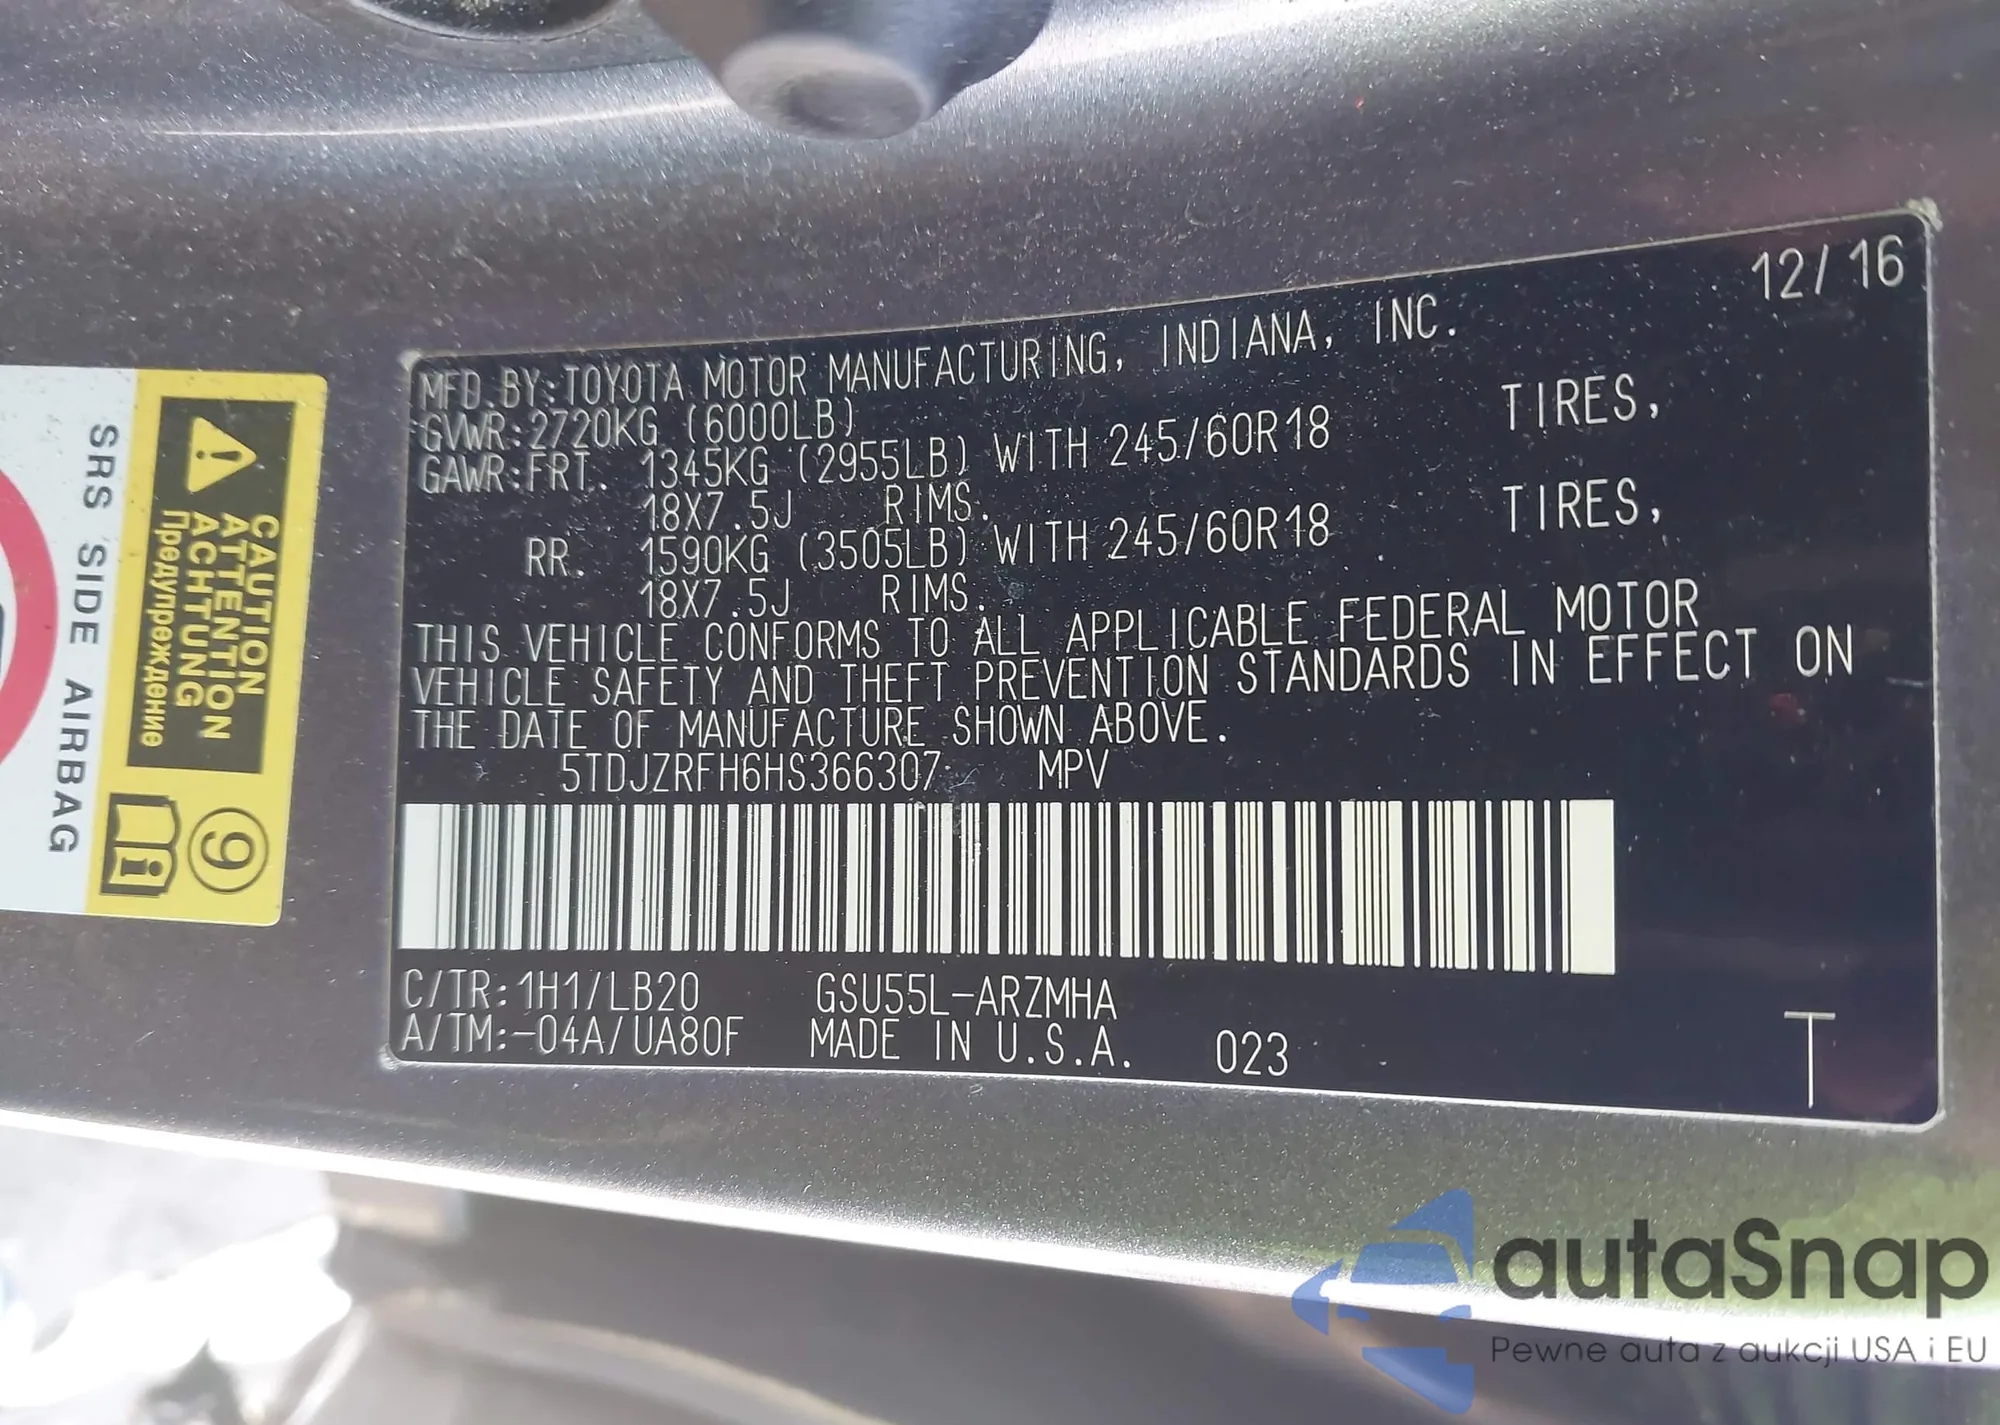 12/16
MFD.BY:TOYOTA MOTOR MANUFACTURING, INDIANA, INC.
GVWR:2720KG (6000LB)
GAWR:FRT. 1345KG (2955LB) WITH 245/60R18 TIRES,
18X7.5J RIMS.
RR. 1590KG (3505LB) WITH 245/60R18 TIRES,
18X7.5J RIMS.
THIS VEHICLE CONFORMS TO ALL APPLICABLE FEDERAL MOTOR
VEHICLE SAFETY AND THEFT PREVENTION STANDARDS IN EFFECT ON
THE DATE OF MANUFACTURE SHOWN ABOVE.
5TDJZRFH6HS366307 MPV
C/TR:1H1/LB20 GSU55L-ARZMHA
A/TM:-04A/UA80F MADE IN U.S.A. 023
T
CAUTION
ATTENTION
ACHTUNG
Предупреждение
SRS SIDE AIRBAG
9
autaSnap
Pewne auta z aukcji USA i EU